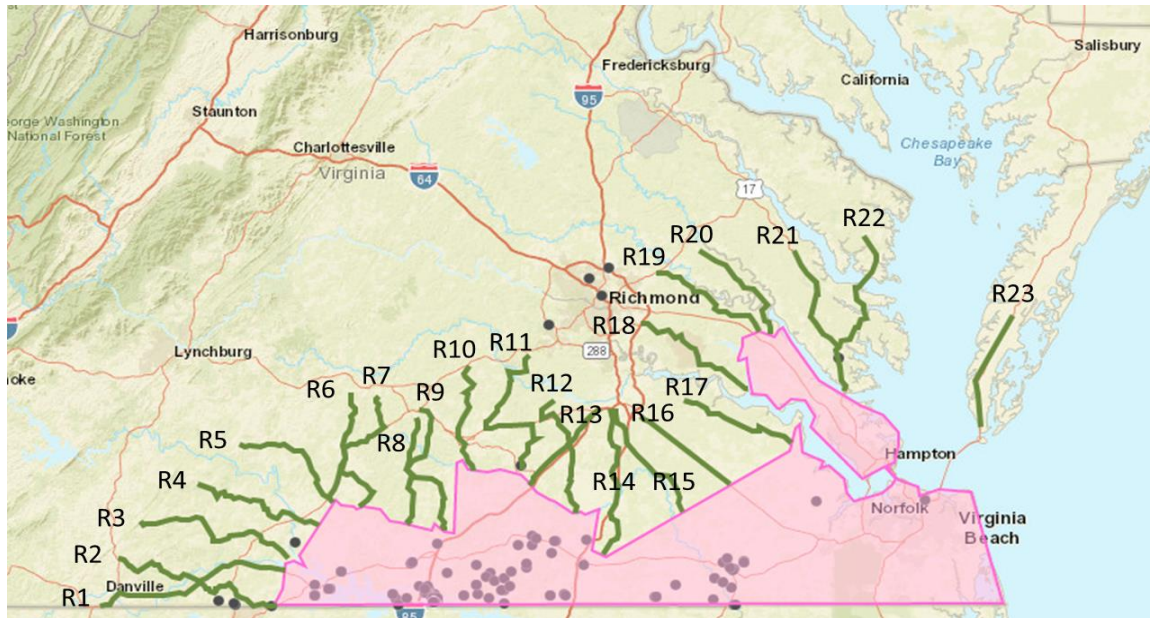 Harrisonburg
Salisbury
Fredericksburg
95
California
Staunton
eorge Washington
National Forest
Charlottesville
Virginia
64
Chesapeake
Bay
17
R22
R20
R21
R19
Richmond
R23
R18
288
Lynchburg
R11
R10
oke
R6
R7
R12
R9
R17
R13
R16
R5
R8
Hampton
R4
R14
R15
Norfolk
Virginia
Beach
R3
R2
Danville
R1
85